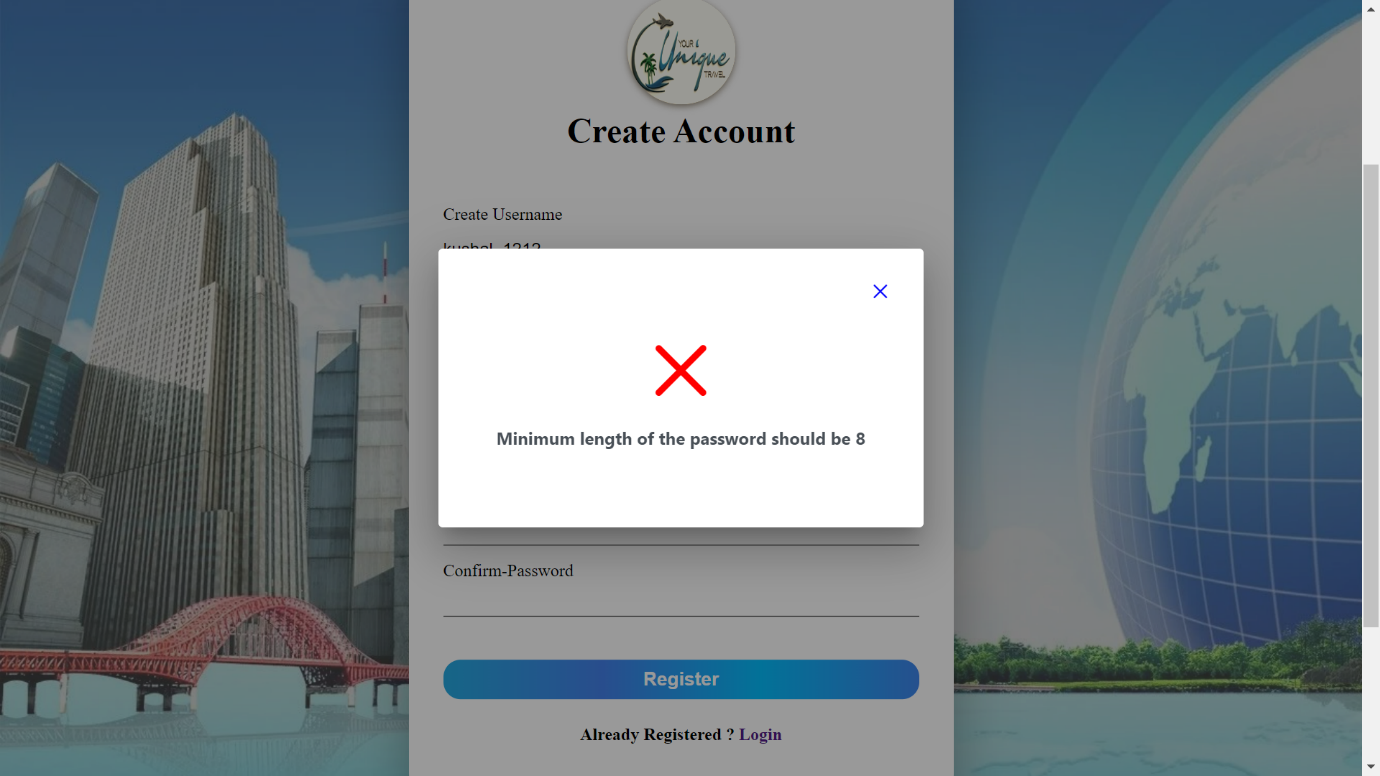 YOUR
Unique
TRAVEL
Create Account
Create Username
Minimum length of the password should be 8
Confirm-Password
Register
Already Registered ? Login